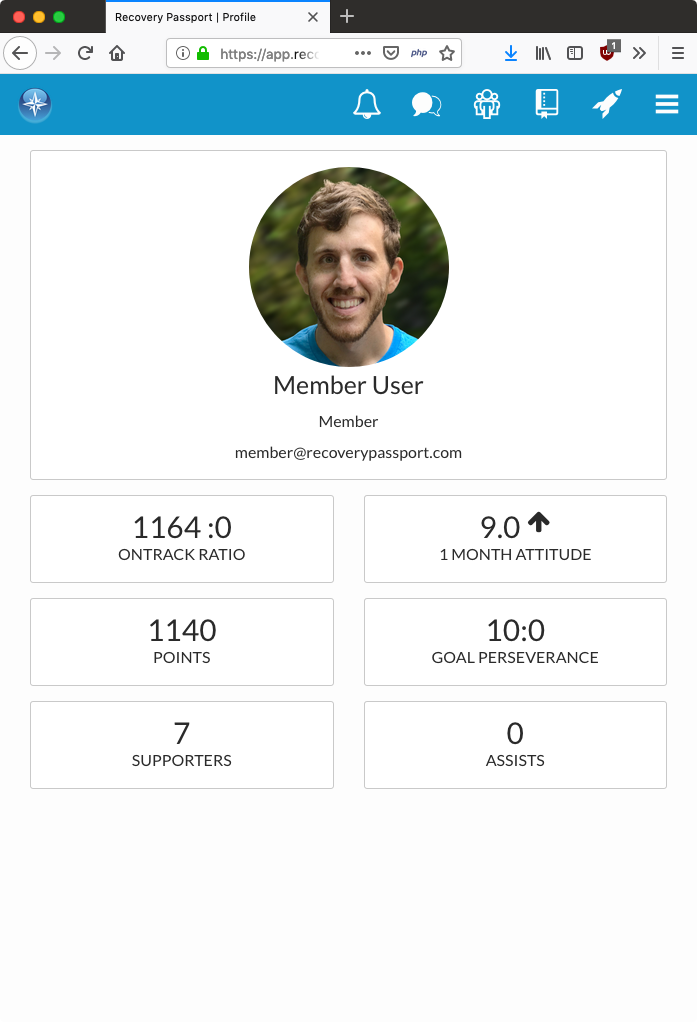 Recovery Passport | Profile
https://app.reco
php
1
Member User
Member
member@recoverypassport.com
1164 :0
ONTRACK RATIO
9.0
1 MONTH ATTITUDE
1140
POINTS
10:0
GOAL PERSEVERANCE
7
SUPPORTERS
0
ASSISTS